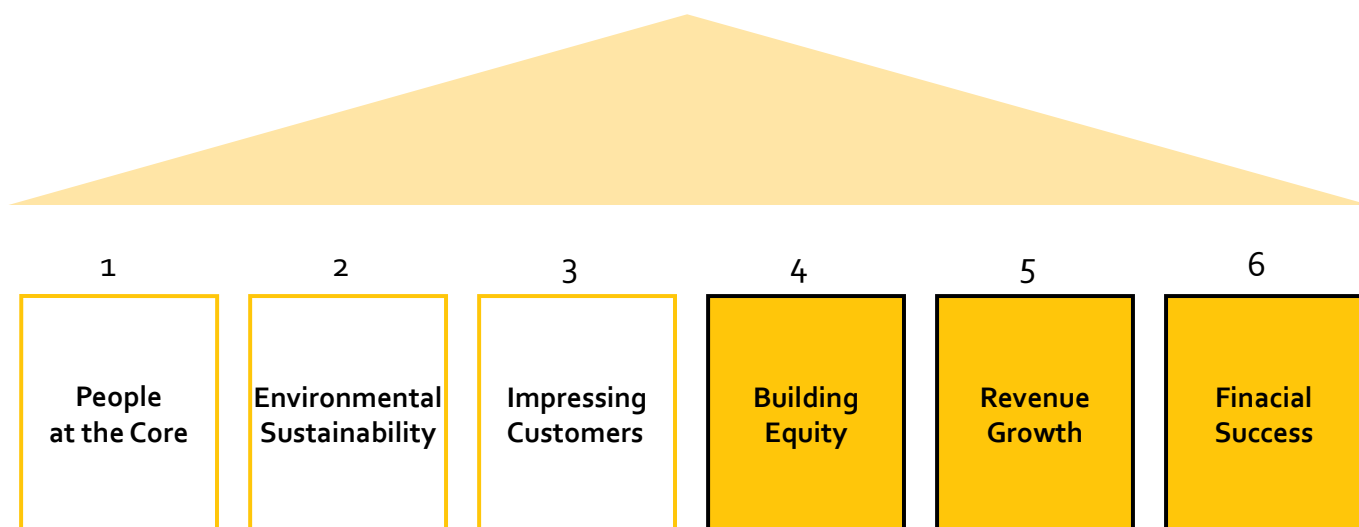 1
2
3
4
5
6
People
at the Core
Environmental
Sustainability
Impressing
Customers
Building
Equity
Revenue
Growth
Finacial
Success